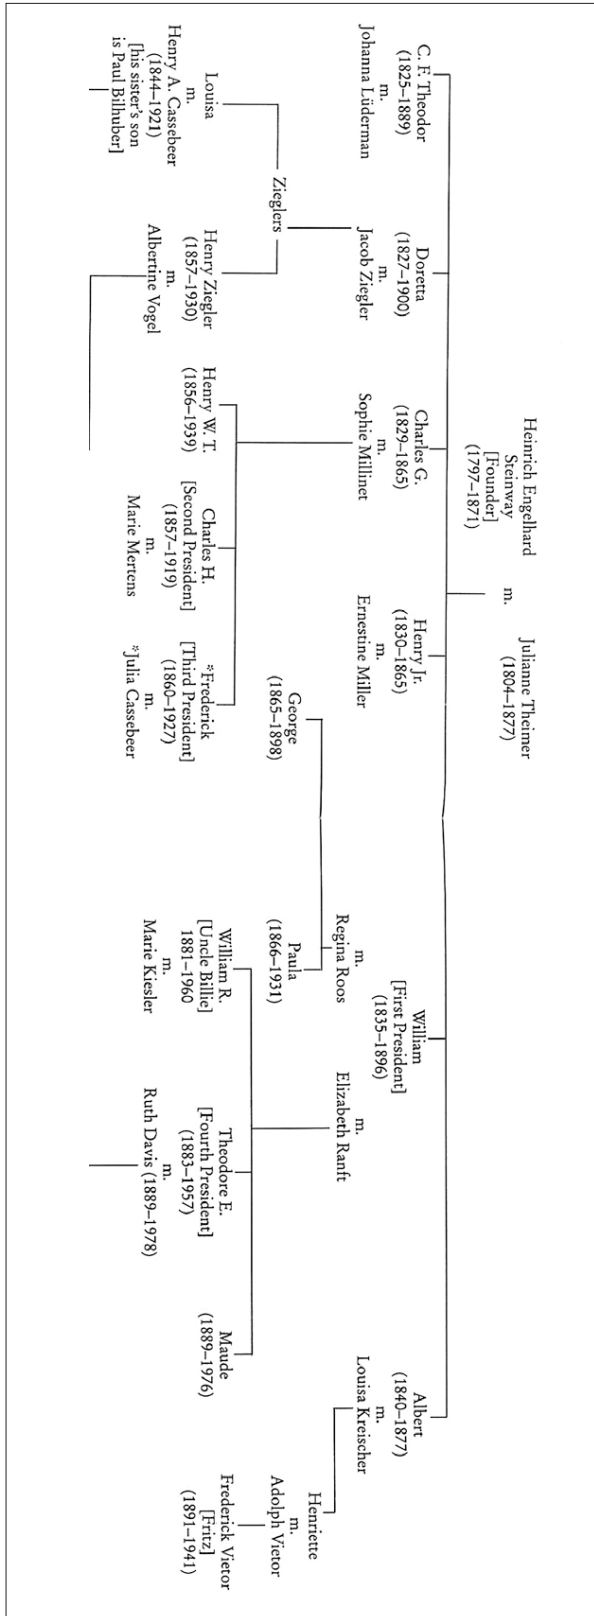 Heinrich Engelhard
Steinway
[Founder]
(1797–1871)
m.
Julianne Theimer
(1804–1877)
C. F. Theodor
(1825–1889)
m.
Johanna Lüderman
Doretta
(1827–1900)
m.
Jacob Ziegler
Charles G.
(1829–1865)
m.
Sophie Millinet
Henry Jr.
(1830–1865)
m.
Ernestine Miller
William
[First President]
(1835–1896)
m.
Regina Roos
m.
Elizabeth Ranft
Albert
(1840–1877)
m.
Louisa Kreischer
Zieglers
George
(1865–1898)
Paula
(1866–1931)
Henriette
m.
Adolph Vietor
Louisa
m.
Henry A. Cassebeer
(1844–1921)
[his sister's son
is Paul Bilhuber]
Henry Ziegler
(1857–1930)
m.
Albertine Vogel
Henry W. T.
(1856–1939)
Charles H.
[Second President]
(1857–1919)
m.
Marie Mertens
*Frederick
[Third President]
(1860–1927)
m.
*Julia Cassebeer
William R.
[Uncle Billie]
1881–1960
m.
Marie Kiesler
Theodore E.
[Fourth President]
(1883–1957)
m.
Ruth Davis (1889–1978)
Maude
(1889–1976)
Frederick Vietor
[Fritz]
(1891–1941)